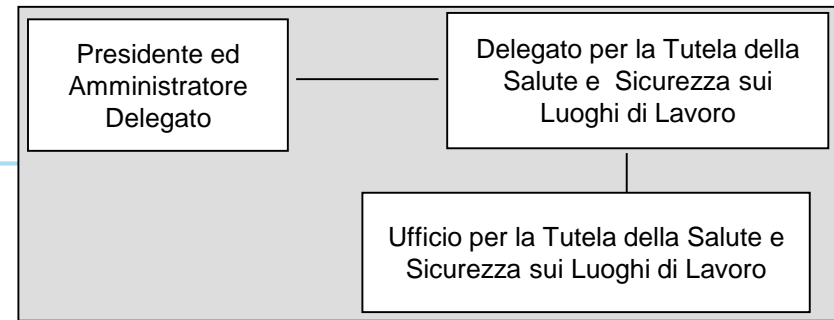 Presidente ed
Amministratore
Delegato
Delegato per la Tutela della
Salute e Sicurezza sui
Luoghi di Lavoro
Ufficio per la Tutela della Salute e
Sicurezza sui Luoghi di Lavoro